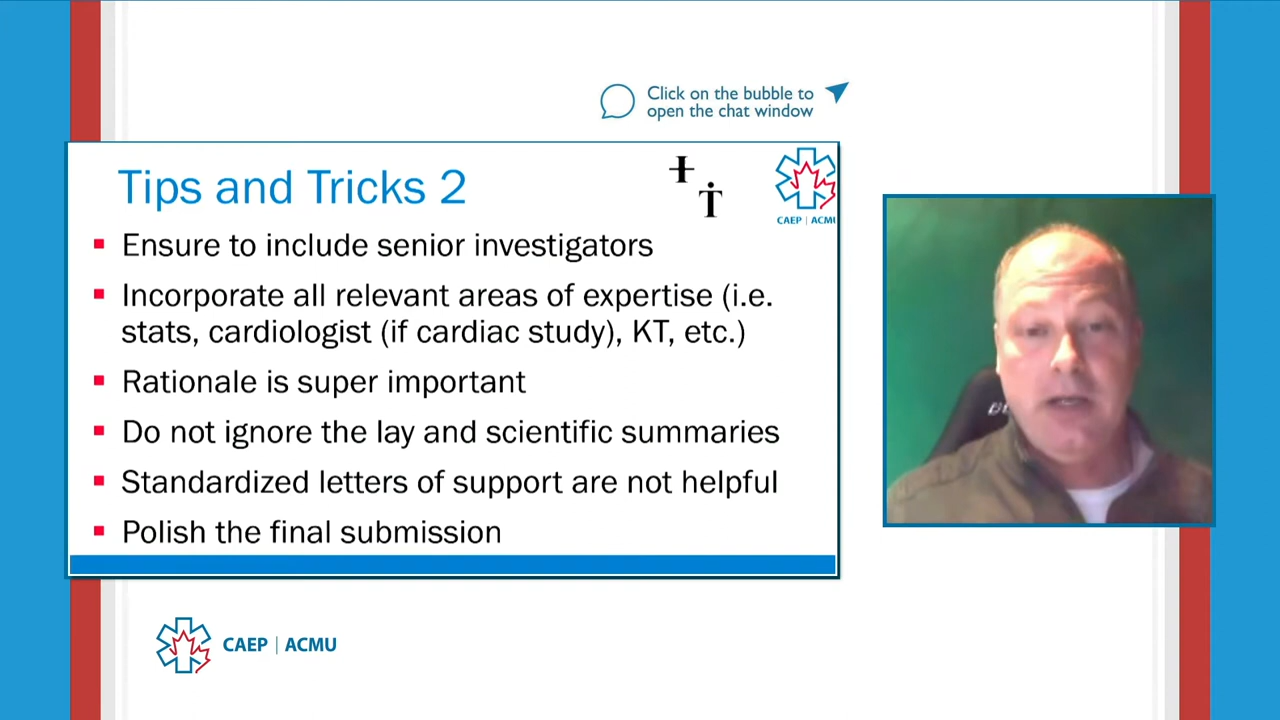 Click on the bubble to
open the chat window
Tips and Tricks 2
CAEP | ACMU
Ensure to include senior investigators
Incorporate all relevant areas of expertise (i.e.
stats, cardiologist (if cardiac study), KT, etc.)
Rationale is super important
Do not ignore the lay and scientific summaries
Standardized letters of support are not helpful
Polish the final submission
CAEP | ACMU